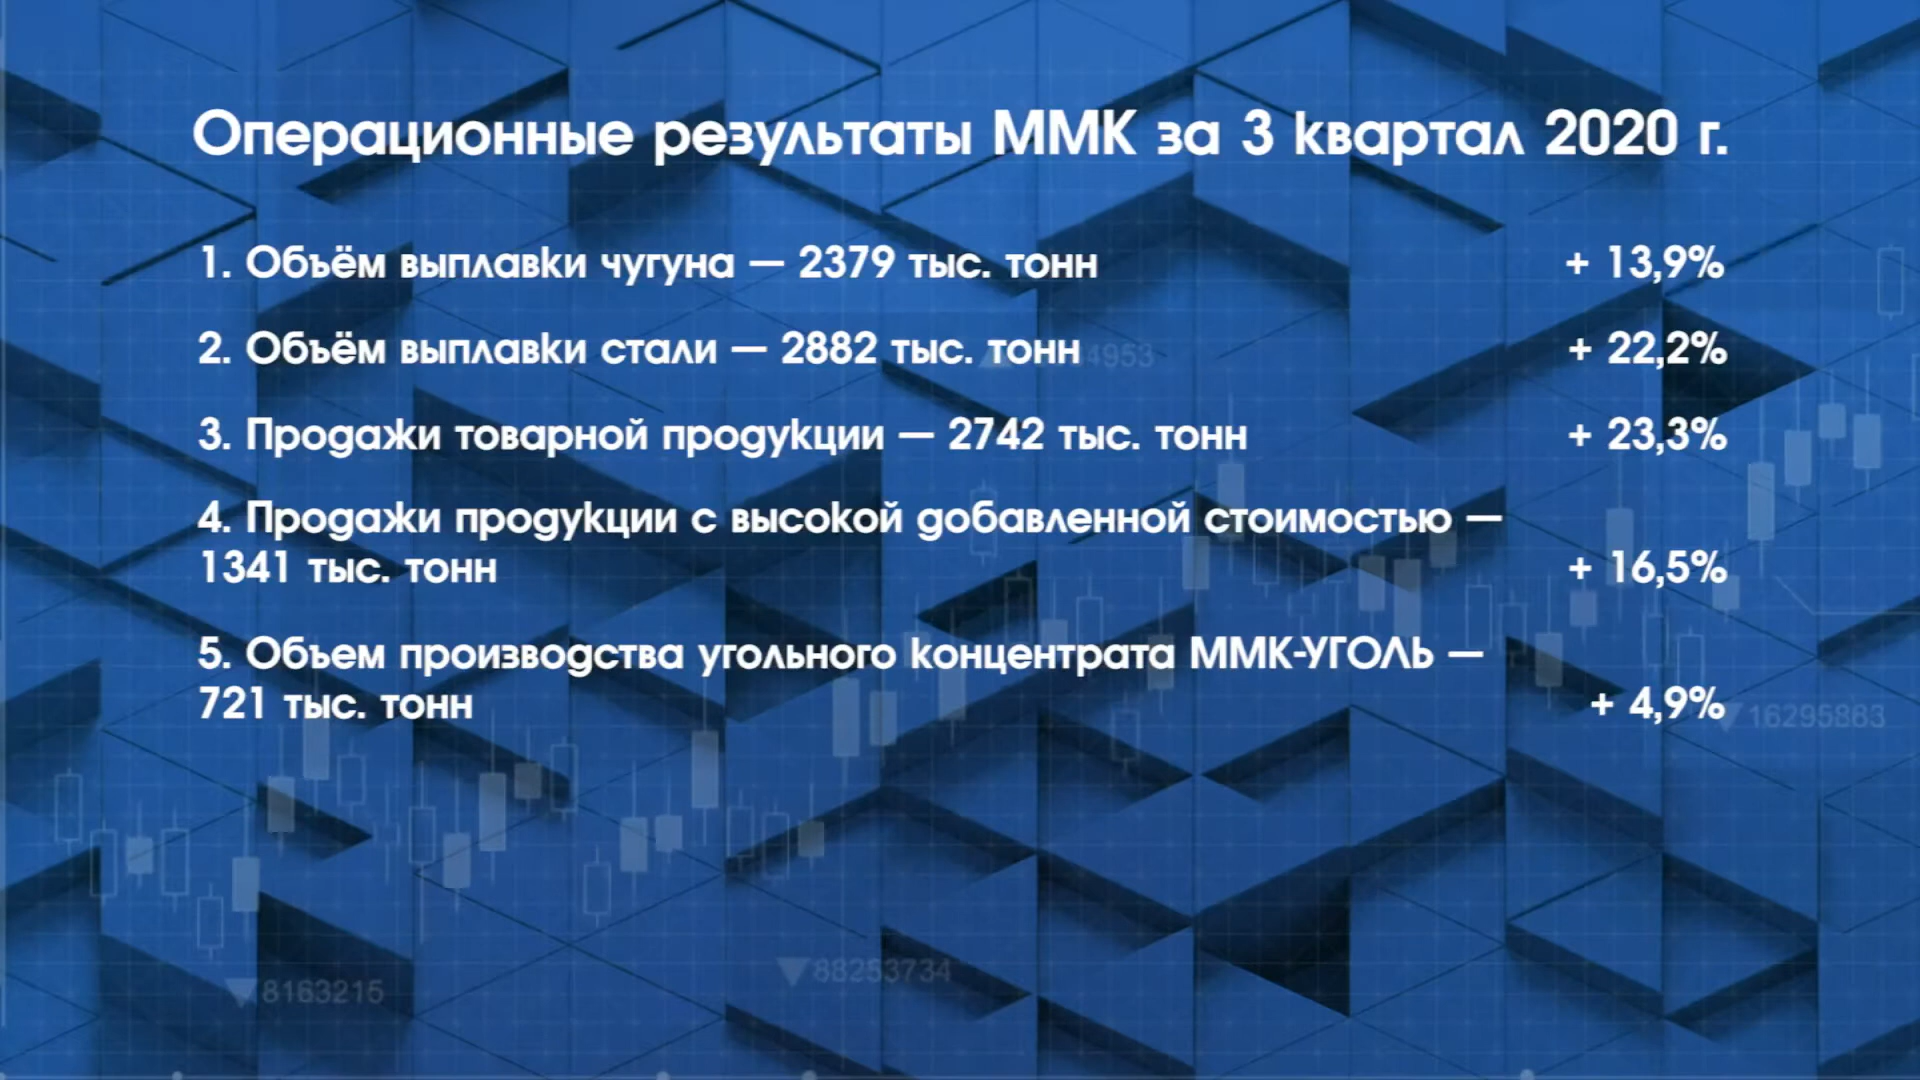 Операционные результаты ММК за 3 квартал 2020 г.
1. Объём выплавки чугуна — 2379 тыс. тонн + 13,9%
2. Объём выплавки стали — 2882 тыс. тонн + 22,2%
3. Продажи товарной продукции — 2742 тыс. тонн + 23,3%
4. Продажи продукции с высокой добавленной стоимостью —
1341 тыс. тонн + 16,5%
5. Объем производства угольного концентрата ММК-УГОЛЬ —
721 тыс. тонн + 4,9%
▼16295863
▼88253734
▼8163215